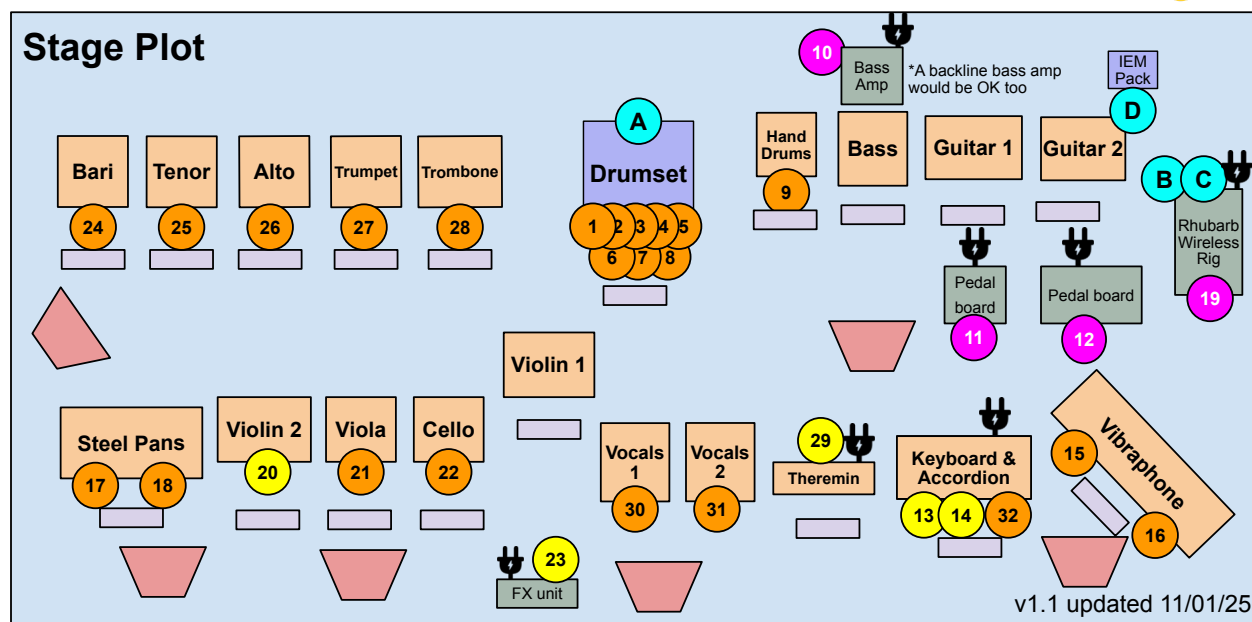 Stage Plot
10
Bass
Amp
*A backline bass amp
would be OK too
IEM
Pack
D
A
Bari
Tenor
Alto
Trumpet
Trombone
Drumset
Hand
Drums
Bass
Guitar 1
Guitar 2
B
C
24
25
26
27
28
1
2
3
4
5
6
7
8
9
Rhubarb
Wireless
Rig
19
Pedal
board
11
Pedal board
12
Violin 1
Steel Pans
17
18
Violin 2
20
Viola
21
Cello
22
Vocals
1
30
Vocals
2
31
29
Theremin
Keyboard &
Accordion
13
14
32
15
Vibraphone
16
23
FX unit
v1.1 updated 11/01/25